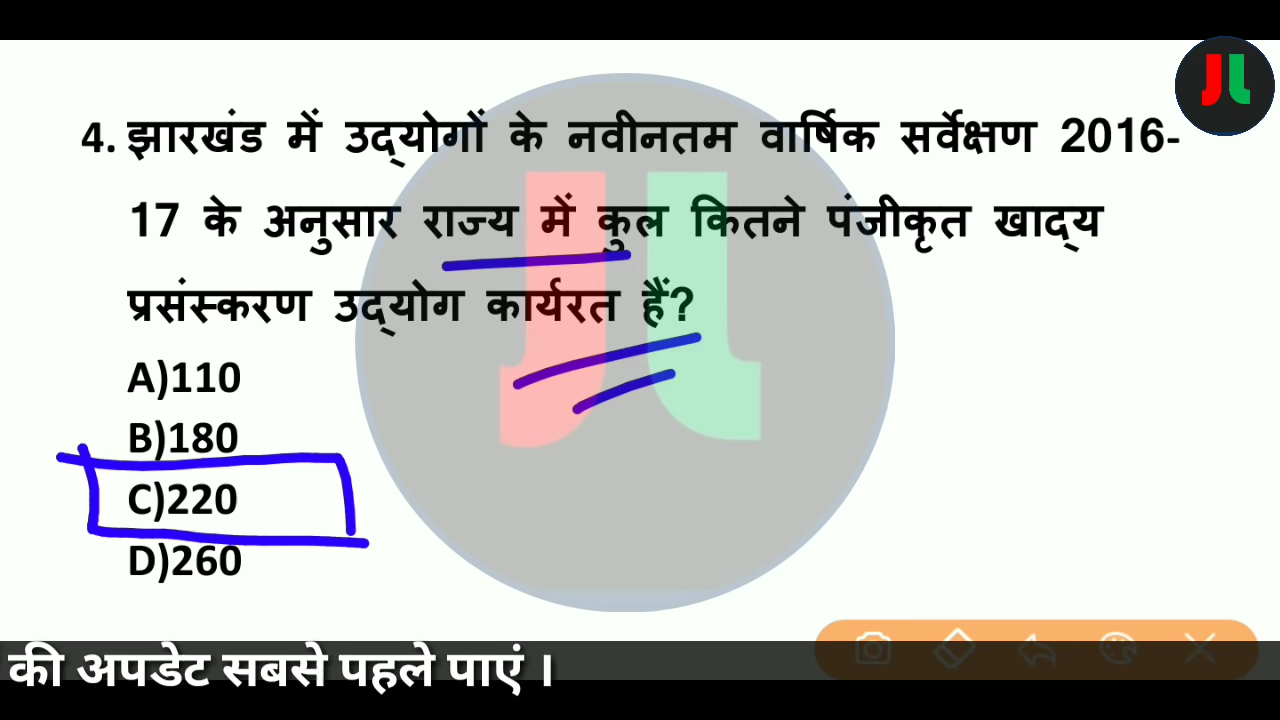 4. झारखंड में उद्योगों के नवीनतम वार्षिक सर्वेक्षण 2016-
17 के अनुसार राज्य में कुल कितने पंजीकृत खाद्य
प्रसंस्करण उद्योग कार्यरत हैं?
A)110
B)180
C)220
D)260
की अपडेट सबसे पहले पाएं ।